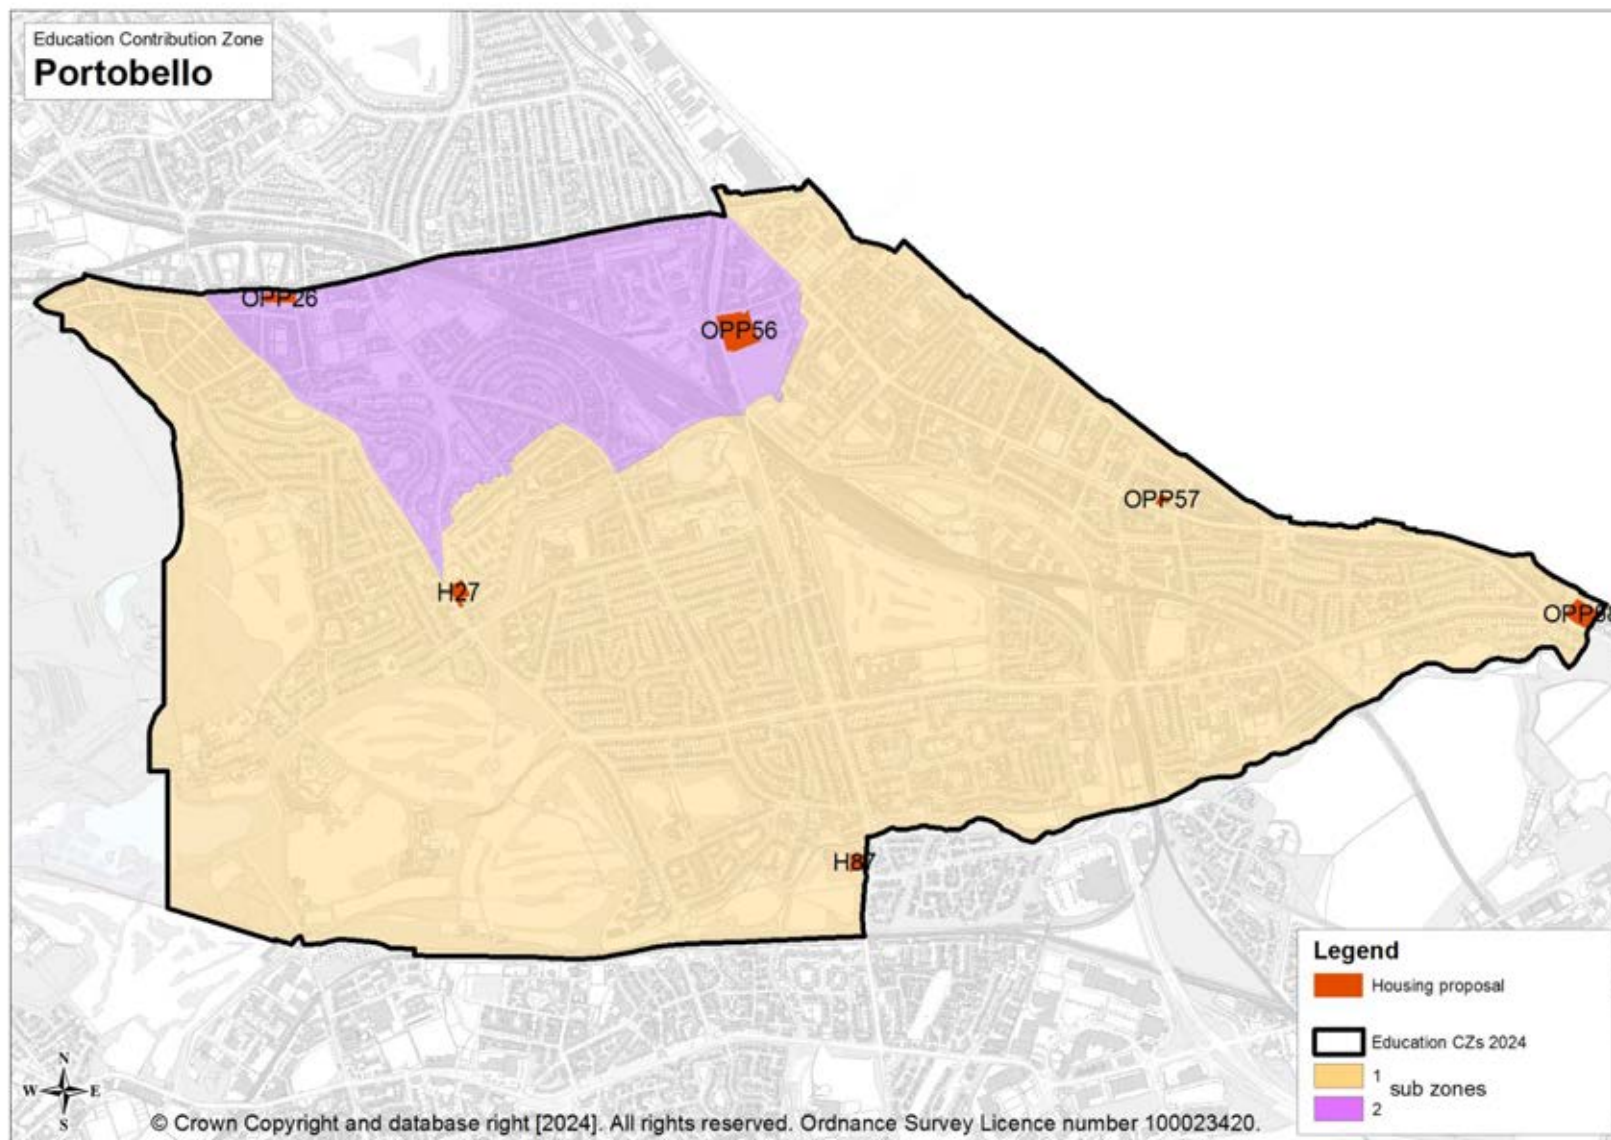 Education Contribution Zone
Portobello
OPP26
OPP56
OPP57
H27
H87
Legend
Housing proposal
Education CZs 2024
1
sub zones
2
N
W E
S
© Crown Copyright and database right [2024]. All rights reserved. Ordnance Survey Licence number 100023420.